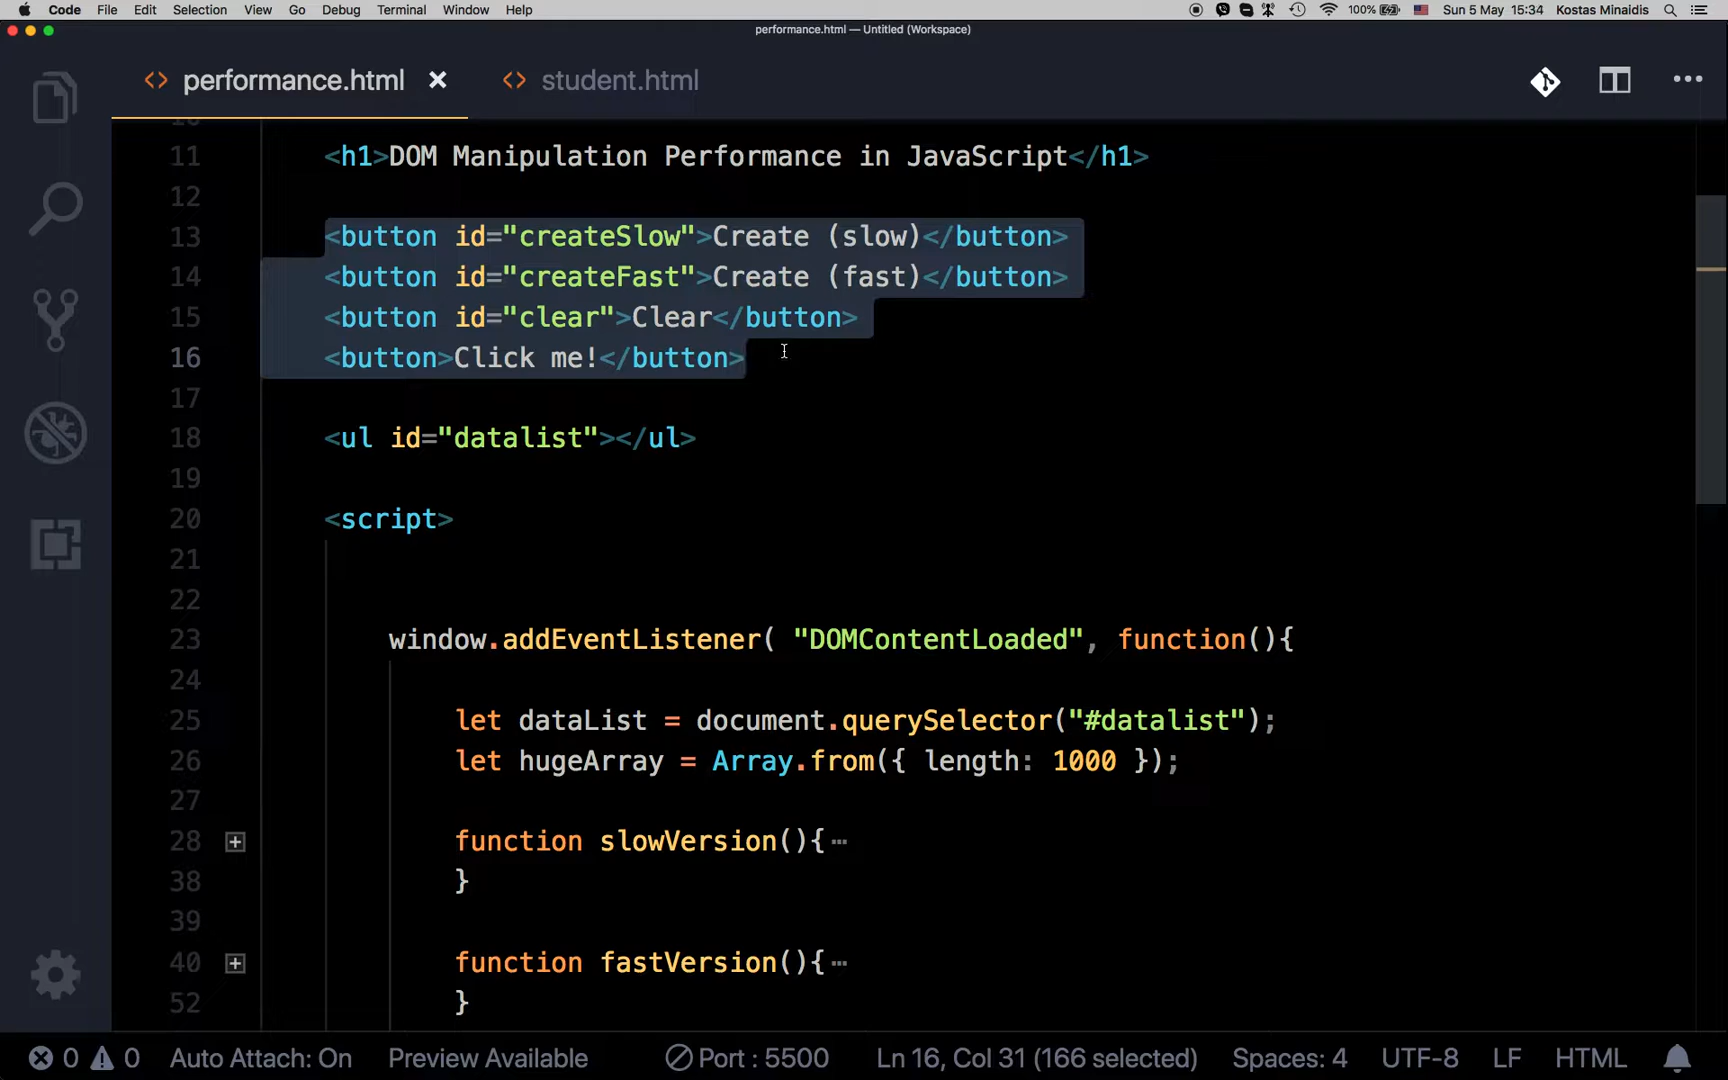 Code File Edit Selection View Go Debug Terminal Window Help 100% Sun 5 May 15:34 Kostas Minaidis
performance.html — Untitled (Workspace)
<> performance.html × <> student.html ...
11 <h1>DOM Manipulation Performance in JavaScript</h1>
12
13 <button id="createSlow">Create (slow)</button>
14 <button id="createFast">Create (fast)</button>
15 <button id="clear">Clear</button>
16 <button>Click me!</button>
17
18 <ul id="datalist"></ul>
19
20 <script>
21
22
23 window.addEventListener( "DOMContentLoaded", function(){
24
25 let dataList = document.querySelector("#datalist");
26 let hugeArray = Array.from({ length: 1000 });
27
28 function slowVersion(){...
38 }
39
40 function fastVersion(){...
52 }
0 0 Auto Attach: On Preview Available Port : 5500 Ln 16, Col 31 (166 selected) Spaces: 4 UTF-8 LF HTML